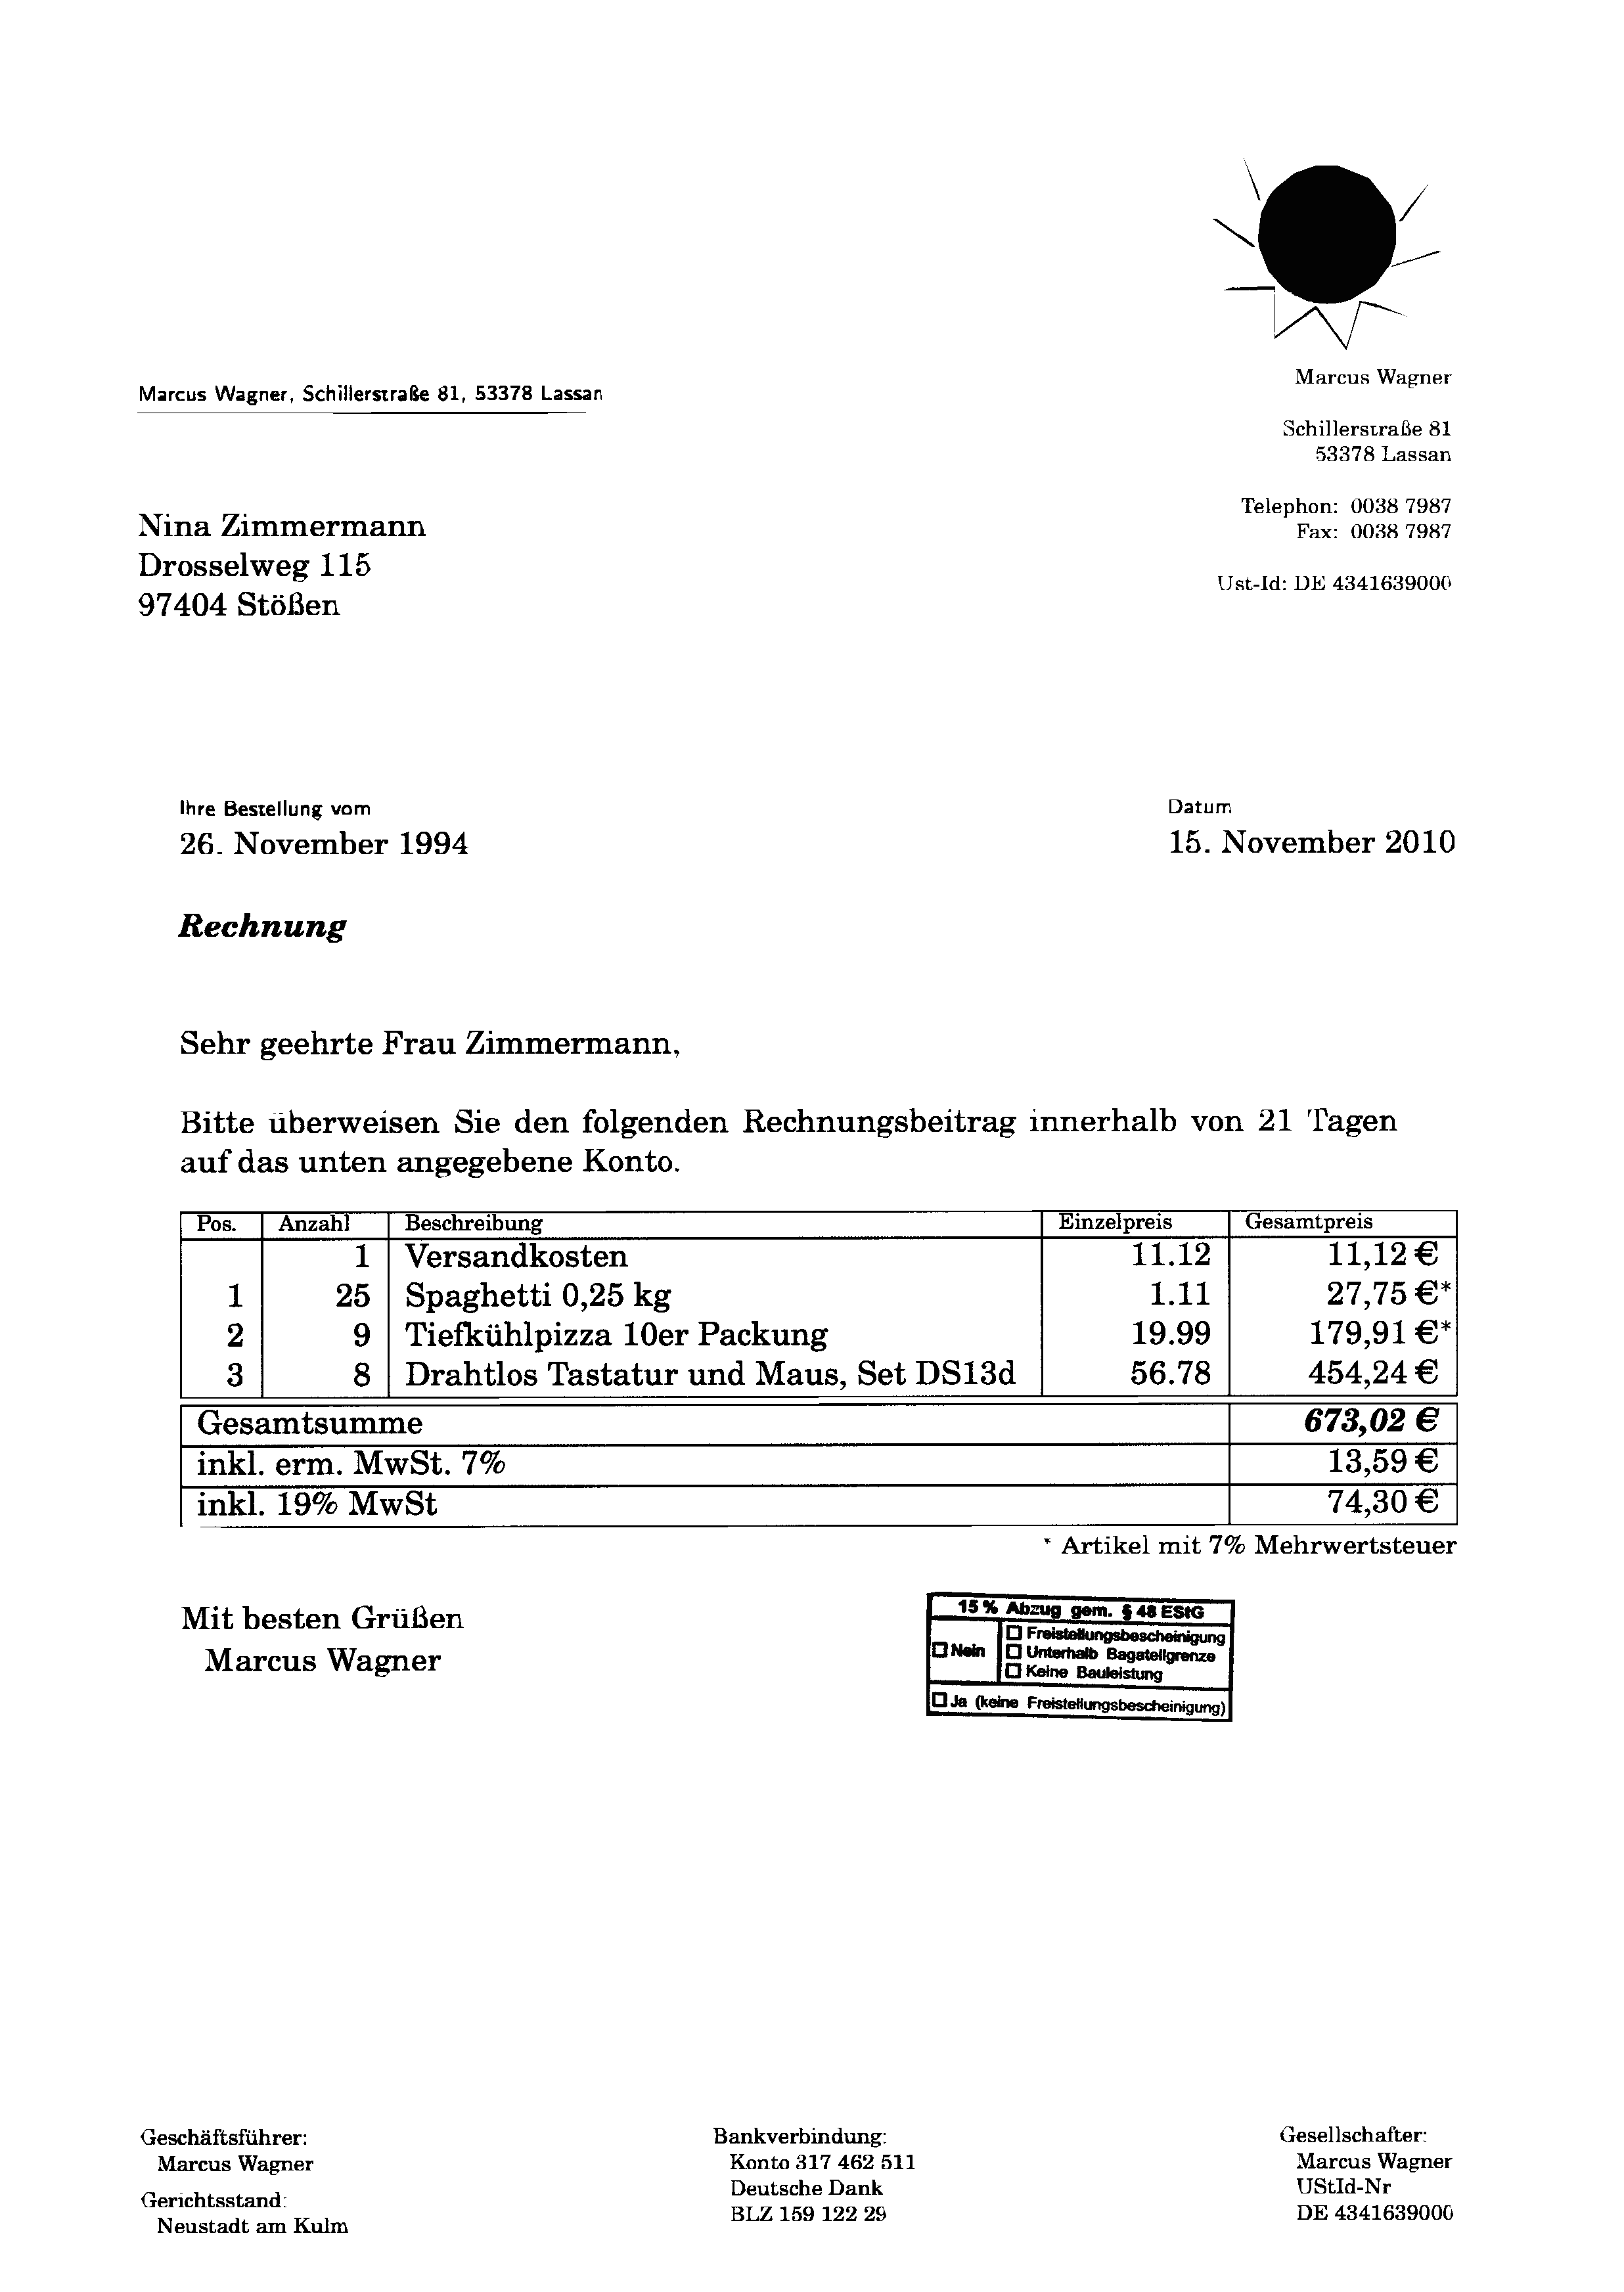 Marcus Wagner
Schillerstraße 81
53378 Lassan
Telephon: 0038 7987
Fax: 0038 7987
Ust-Id: DE 4341639000
Marcus Wagner, Schillerstraße 81, 53378 Lassan
Nina Zimmermann
Drosselweg 115
97404 Stößen
Ihre Bestellung vom
26. November 1994
Datum
15. November 2010
Rechnung
Sehr geehrte Frau Zimmermann,
Bitte überweisen Sie den folgenden Rechnungsbeitrag innerhalb von 21 Tagen
auf das unten angegebene Konto.
Pos. Anzahl Beschreibung Einzelpreis Gesamtpreis
1 Versandkosten 11.12 11,12 €
1 25 Spaghetti 0,25 kg 1.11 27,75 €*
2 9 Tiefkühlpizza 10er Packung 19.99 179,91 €*
3 8 Drahtlos Tastatur und Maus, Set DS13d 56.78 454,24 €
Gesamtsumme 673,02 €
inkl. erm. MwSt. 7% 13,59 €
inkl. 19% MwSt 74,30 €
* Artikel mit 7% Mehrwertsteuer
Mit besten Grüßen
Marcus Wagner
15 % Abzug gem. § 48 EStG
Nein
Freistellungsbescheinigung
Unterhalb Bagatellgrenze
Keine Bauleistung
Ja (keine Freistellungsbescheinigung)
Geschäftsführer:
Marcus Wagner
Gerichtsstand:
Neustadt am Kulm
Bankverbindung:
Konto 317 462 511
Deutsche Dank
BLZ 159 122 29
Gesellschafter:
Marcus Wagner
UStId-Nr
DE 4341639000